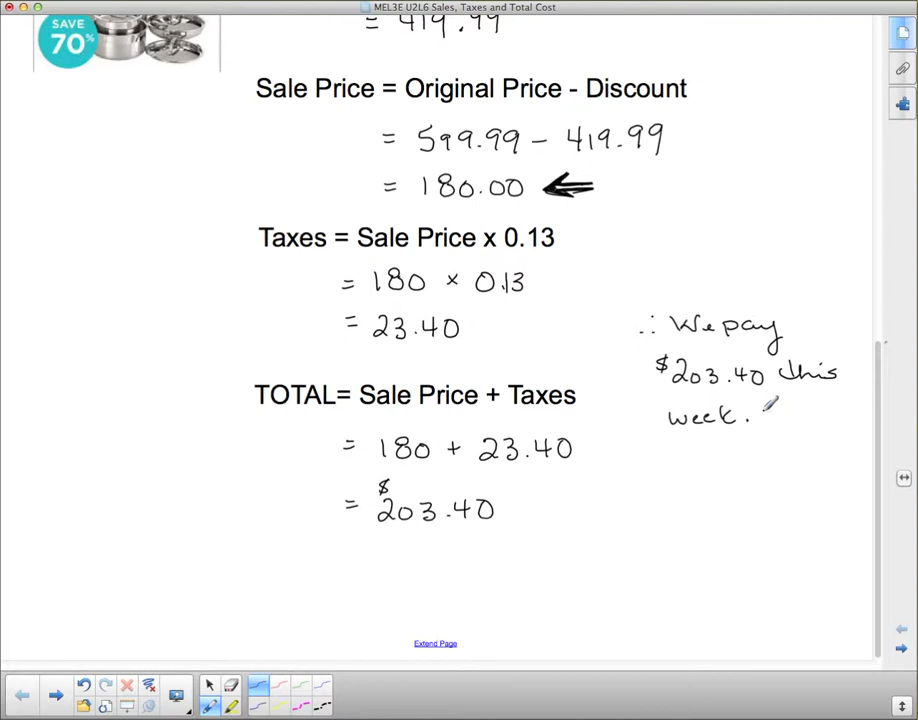 MEL3E U2L6 Sales, Taxes and Total Cost
SAVE
70%
= 419.99
Sale Price = Original Price - Discount
= 599.99 - 419.99
= 180.00
Taxes = Sale Price x 0.13
= 180 × 0.13
= 23.40
∴ We pay
$203.40 this
week.
TOTAL= Sale Price + Taxes
= 180 + 23.40
= $203.40
Extend Page